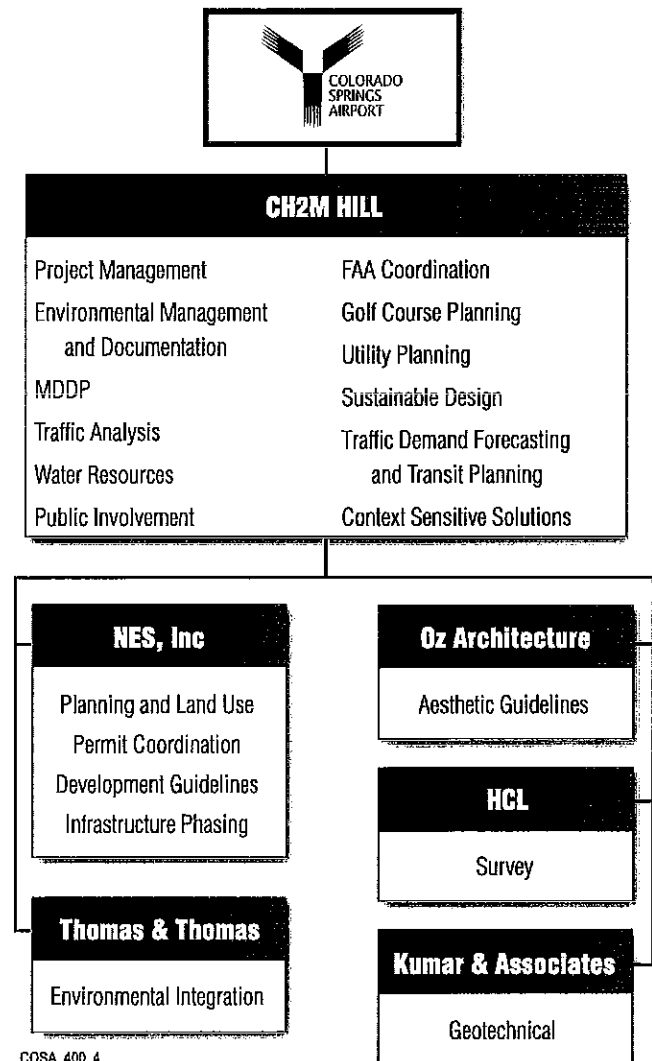 COLORADO
SPRINGS
AIRPORT
CH2M HILL
Project Management
Environmental Management
and Documentation
MDDP
Traffic Analysis
Water Resources
Public Involvement
FAA Coordination
Golf Course Planning
Utility Planning
Sustainable Design
Traffic Demand Forecasting
and Transit Planning
Context Sensitive Solutions
NES, Inc
Planning and Land Use
Permit Coordination
Development Guidelines
Infrastructure Phasing
Thomas & Thomas
Environmental Integration
Oz Architecture
Aesthetic Guidelines
HCL
Survey
Kumar & Associates
Geotechnical
COSA_400_4